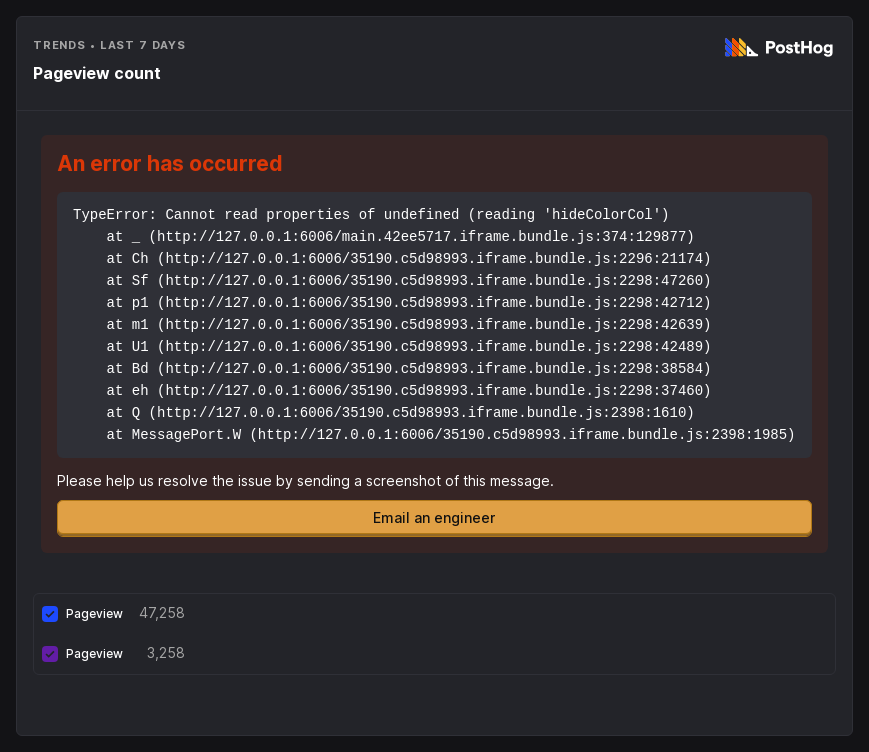 TRENDS • LAST 7 DAYS
PostHog
Pageview count
An error has occurred
TypeError: Cannot read properties of undefined (reading 'hideColorCol')
    at _ (http://127.0.0.1:6006/main.42ee5717.iframe.bundle.js:374:129877)
    at Ch (http://127.0.0.1:6006/35190.c5d98993.iframe.bundle.js:2296:21174)
    at Sf (http://127.0.0.1:6006/35190.c5d98993.iframe.bundle.js:2298:47260)
    at p1 (http://127.0.0.1:6006/35190.c5d98993.iframe.bundle.js:2298:42712)
    at m1 (http://127.0.0.1:6006/35190.c5d98993.iframe.bundle.js:2298:42639)
    at U1 (http://127.0.0.1:6006/35190.c5d98993.iframe.bundle.js:2298:42489)
    at Bd (http://127.0.0.1:6006/35190.c5d98993.iframe.bundle.js:2298:38584)
    at eh (http://127.0.0.1:6006/35190.c5d98993.iframe.bundle.js:2298:37460)
    at Q (http://127.0.0.1:6006/35190.c5d98993.iframe.bundle.js:2398:1610)
    at MessagePort.W (http://127.0.0.1:6006/35190.c5d98993.iframe.bundle.js:2398:1985)
Please help us resolve the issue by sending a screenshot of this message.
Email an engineer
Pageview 47,258
Pageview 3,258